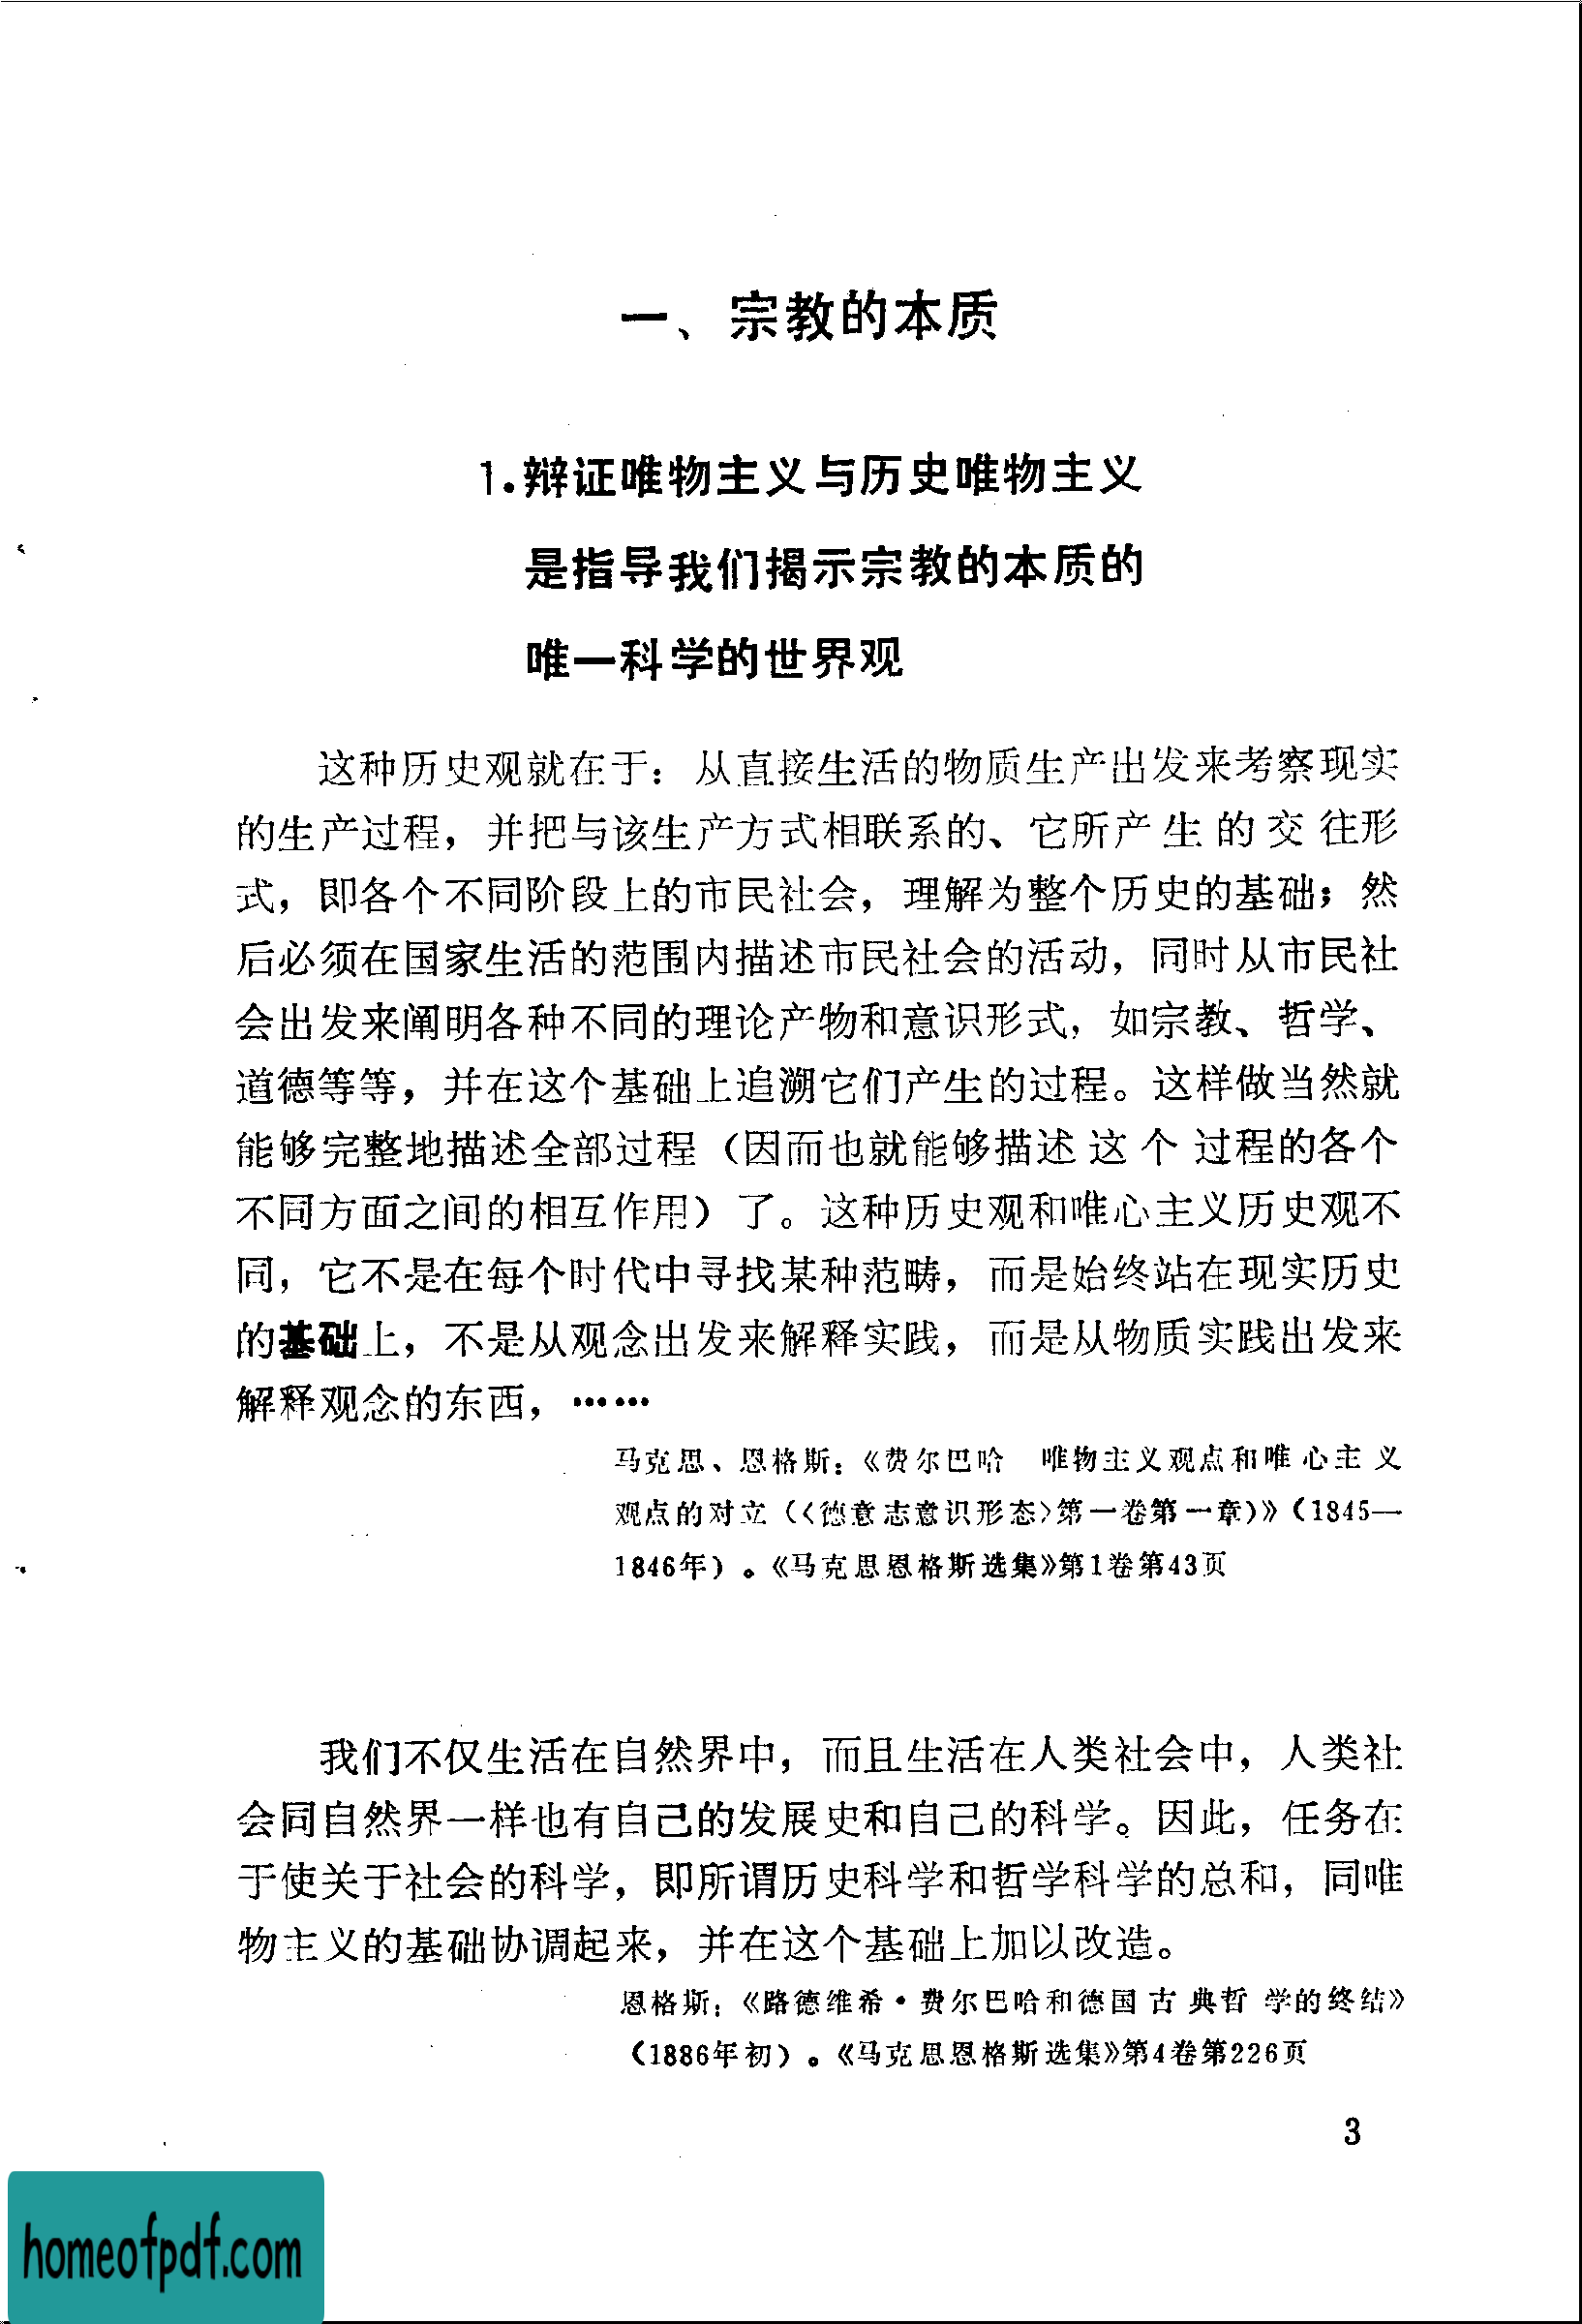 一、宗教的本质
1.辩证唯物主义与历史唯物主义
是指导我们揭示宗教的本质的
唯一科学的世界观
这种历史观就在于：从直接生活的物质生产出发来考察现实
的生产过程，并把与该生产方式相联系的、它所产生的交往形
式，即各个不同阶段上的市民社会，理解为整个历史的基础；然
后必须在国家生活的范围内描述市民社会的活动，同时从市民社
会出发来阐明各种不同的理论产物和意识形式，如宗教、哲学、
道德等等，并在这个基础上追溯它们产生的过程。这样做当然就
能够完整地描述全部过程（因而也就能够描述这个过程的各个
不同方面之间的相互作用）了。这种历史观和唯心主义历史观不
同，它不是在每个时代中寻找某种范畴，而是始终站在现实历史
的基础上，不是从观念出发来解释实践，而是从物质实践出发来
解释观念的东西，……
马克思、恩格斯：《费尔巴哈　唯物主义观点和唯心主义
观点的对立（〈德意志意识形态〉第一卷第一章）》（1845—
1846年）。《马克思恩格斯选集》第1卷第43页
我们不仅生活在自然界中，而且生活在人类社会中，人类社
会同自然界一样也有自己的发展史和自己的科学。因此，任务在
于使关于社会的科学，即所谓历史科学和哲学科学的总和，同唯
物主义的基础协调起来，并在这个基础上加以改造。
恩格斯：《路德维希·费尔巴哈和德国古典哲学的终结》
（1886年初）。《马克思恩格斯选集》第4卷第226页
3
homeofpdf.com